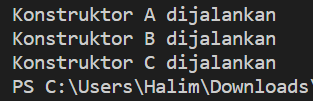 Konstruktor A dijalankan
Konstruktor B dijalankan
Konstruktor C dijalankan
PS C:\Users\Halim\Downloads\